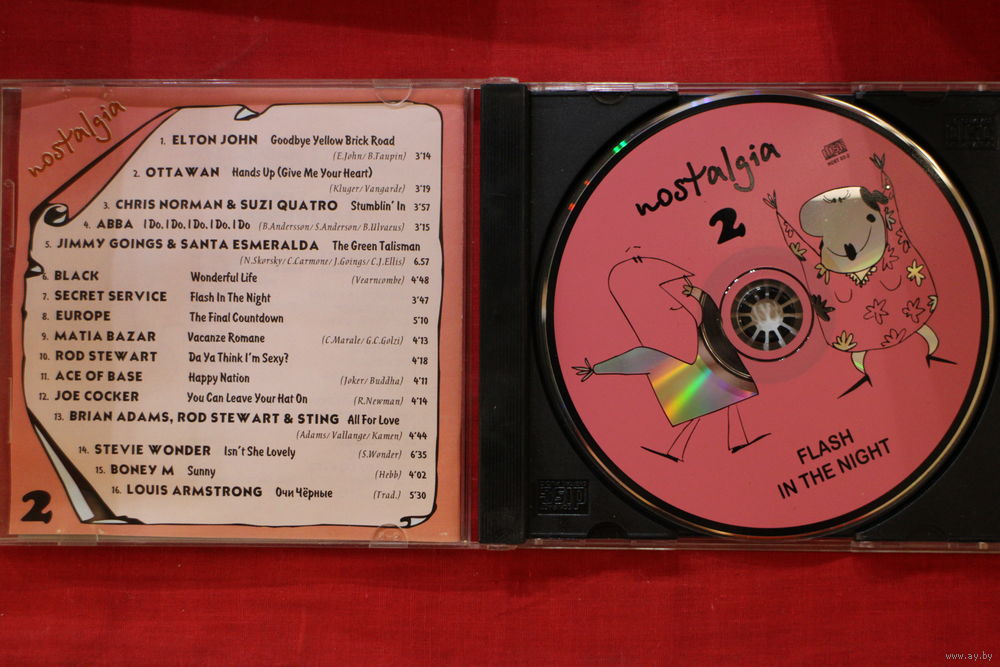 nostalgia
1. ELTON JOHN Goodbye Yellow Brick Road
(E.John/B.Taupin) 3'14
2. OTTAWAN Hands Up (Give Me Your Heart)
(Kluger/Vangarde) 3'19
3. CHRIS NORMAN & SUZI QUATRO Stumblin' In 3'57
4. ABBA I Do, I Do, I Do, I Do, I Do (B.Andersson/S.Anderson/B.Ulvaeus) 3'15
5. JIMMY GOINGS & SANTA ESMERALDA The Green Talisman
(N.Skorsky/C.Carmone/J.Goings/C.J.Ellis) 6.57
6. BLACK Wonderful Life (Vearncombe) 4'48
7. SECRET SERVICE Flash In The Night 3'47
8. EUROPE The Final Countdown 5'10
9. MATIA BAZAR Vacanze Romane (C.Marale/G.C.Golzi) 4'13
10. ROD STEWART Da Ya Think I'm Sexy? 4'18
11. ACE OF BASE Happy Nation (Joker/Buddha) 4'11
12. JOE COCKER You Can Leave Your Hat On (R.Newman) 4'14
13. BRIAN ADAMS, ROD STEWART & STING All For Love
(Adams/Vallange/Kamen) 4'44
14. STEVIE WONDER Isn't She Lovely (S.Wonder) 6'35
15. BONEY M Sunny (Hebb) 4'02
16. LOUIS ARMSTRONG Очи Чёрные (Trad.) 5'30
2
nostalgia
2
FLASH
IN THE NIGHT
www.ay.by